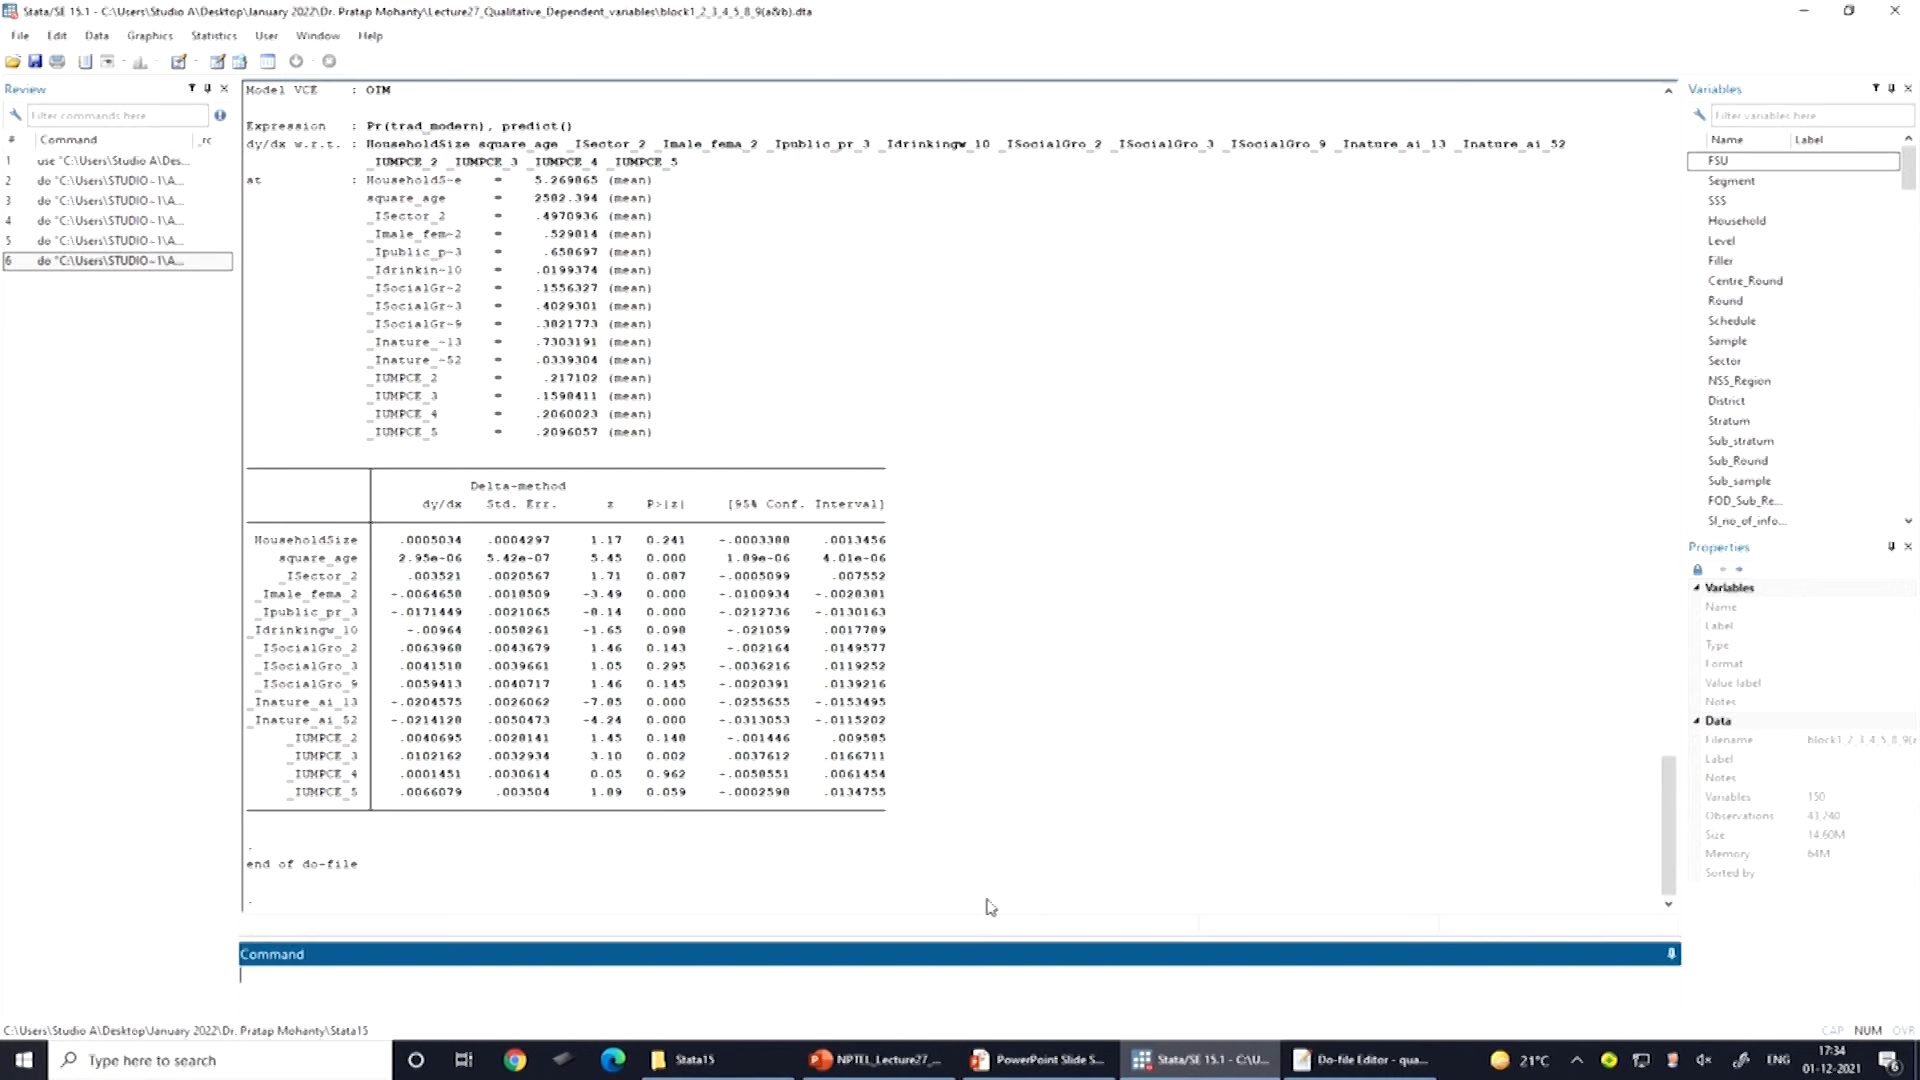 Stata/SE 15.1 - C:\Users\Studio A\Desktop\January 2022\Dr. Pratap Mohanty\Lecture27_Qualitative_Dependent_variables\block1_2_3_4_5_8_9(a&b).dta
File Edit Data Graphics Statistics User Window Help
Review
Filter commands here
# Command _rc
1 use "C:\Users\Studio A\Des...
2 do "C:\Users\STUDIO~1\A...
3 do "C:\Users\STUDIO~1\A...
4 do "C:\Users\STUDIO~1\A...
5 do "C:\Users\STUDIO~1\A...
6 do "C:\Users\STUDIO~1\A...
Model VCE : OIM
Expression : Pr(trad_modern), predict()
dy/dx w.r.t. : HouseholdSize square_age _ISector_2 _Imale_fema_2 _Ipublic_pr_3 _Idrinkingw_10 _ISocialGro_2 _ISocialGro_3 _ISocialGro_9 _Inature_ai_13 _Inature_ai_52
_IUMPCE_2 _IUMPCE_3 _IUMPCE_4 _IUMPCE_5
at : HouseholdS~e = 5.269865 (mean)
square_age = 2582.394 (mean)
_ISector_2 = .4970936 (mean)
_Imale_fem~2 = .529814 (mean)
_Ipublic_p~3 = .658697 (mean)
_Idrinkin~10 = .0199374 (mean)
_ISocialGr~2 = .1556327 (mean)
_ISocialGr~3 = .4029301 (mean)
_ISocialGr~9 = .3821773 (mean)
_Inature_~13 = .7303191 (mean)
_Inature_~52 = .0339304 (mean)
_IUMPCE_2 = .217102 (mean)
_IUMPCE_3 = .1598411 (mean)
_IUMPCE_4 = .2060023 (mean)
_IUMPCE_5 = .2096057 (mean)
Delta-method
dy/dx Std. Err. z P>|z| [95% Conf. Interval]
HouseholdSize .0005034 .0004297 1.17 0.241 -.0003388 .0013456
square_age 2.95e-06 5.42e-07 5.45 0.000 1.89e-06 4.01e-06
_ISector_2 .003521 .0020567 1.71 0.087 -.0005099 .007552
_Imale_fema_2 -.0064658 .0018509 -3.49 0.000 -.0100934 -.0028381
_Ipublic_pr_3 -.0171449 .0021065 -8.14 0.000 -.0212736 -.0130163
_Idrinkingw_10 -.00964 .0058261 -1.65 0.098 -.021059 .0017789
_ISocialGro_2 .0063968 .0043679 1.46 0.143 -.002164 .0149577
_ISocialGro_3 .0041518 .0039661 1.05 0.295 -.0036216 .0119252
_ISocialGro_9 .0059413 .0040717 1.46 0.145 -.0020391 .0139216
_Inature_ai_13 -.0204575 .0026062 -7.85 0.000 -.0255655 -.0153495
_Inature_ai_52 -.0214128 .0050473 -4.24 0.000 -.0313053 -.0115202
_IUMPCE_2 .0040695 .0028141 1.45 0.148 -.001446 .009585
_IUMPCE_3 .0102162 .0032934 3.10 0.002 .0037612 .0166711
_IUMPCE_4 .0001451 .0030614 0.05 0.962 -.0058551 .0061454
_IUMPCE_5 .0066079 .003504 1.89 0.059 -.0002598 .0134755
.
end of do-file
.
Command
Variables
Filter variables here
Name Label
FSU
Segment
SSS
Household
Level
Filler
Centre_Round
Round
Schedule
Sample
Sector
NSS_Region
District
Stratum
Sub_stratum
Sub_Round
Sub_sample
FOD_Sub_Re...
Sl_no_of_info...
Properties
Variables
Name
Label
Type
Format
Value label
Notes
Data
Filename block1_2_3_4_5_8_9(a
Label
Notes
Variables 150
Observations 43,240
Size 14.60M
Memory 64M
Sorted by
C:\Users\Studio A\Desktop\January 2022\Dr. Pratap Mohanty\Stata15
CAP NUM OVR
Type here to search
Stata15
NPTEL_Lecture27_...
PowerPoint Slide S...
Stata/SE 15.1 - C:\U...
Do-file Editor - qua...
21°C
ENG
17:34
01-12-2021
6